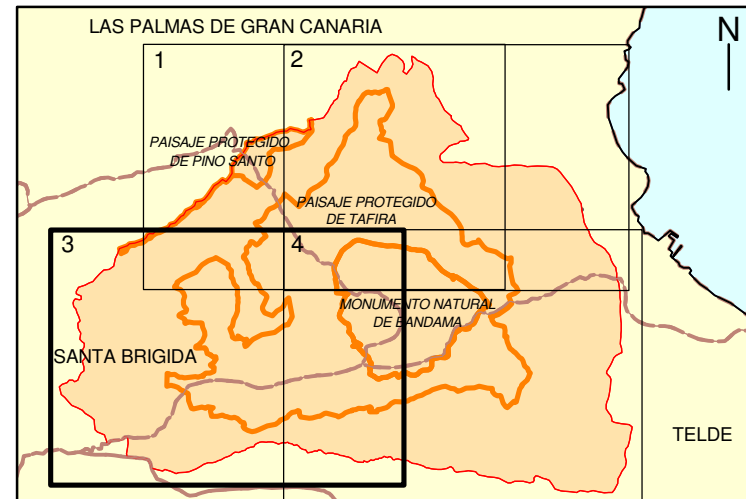 LAS PALMAS DE GRAN CANARIA
N
1
2
PAISAJE PROTEGIDO
DE PINO SANTO
PAISAJE PROTEGIDO
DE TAFIRA
3
4
MONUMENTO NATURAL
DE BANDAMA
SANTA BRIGIDA
TELDE